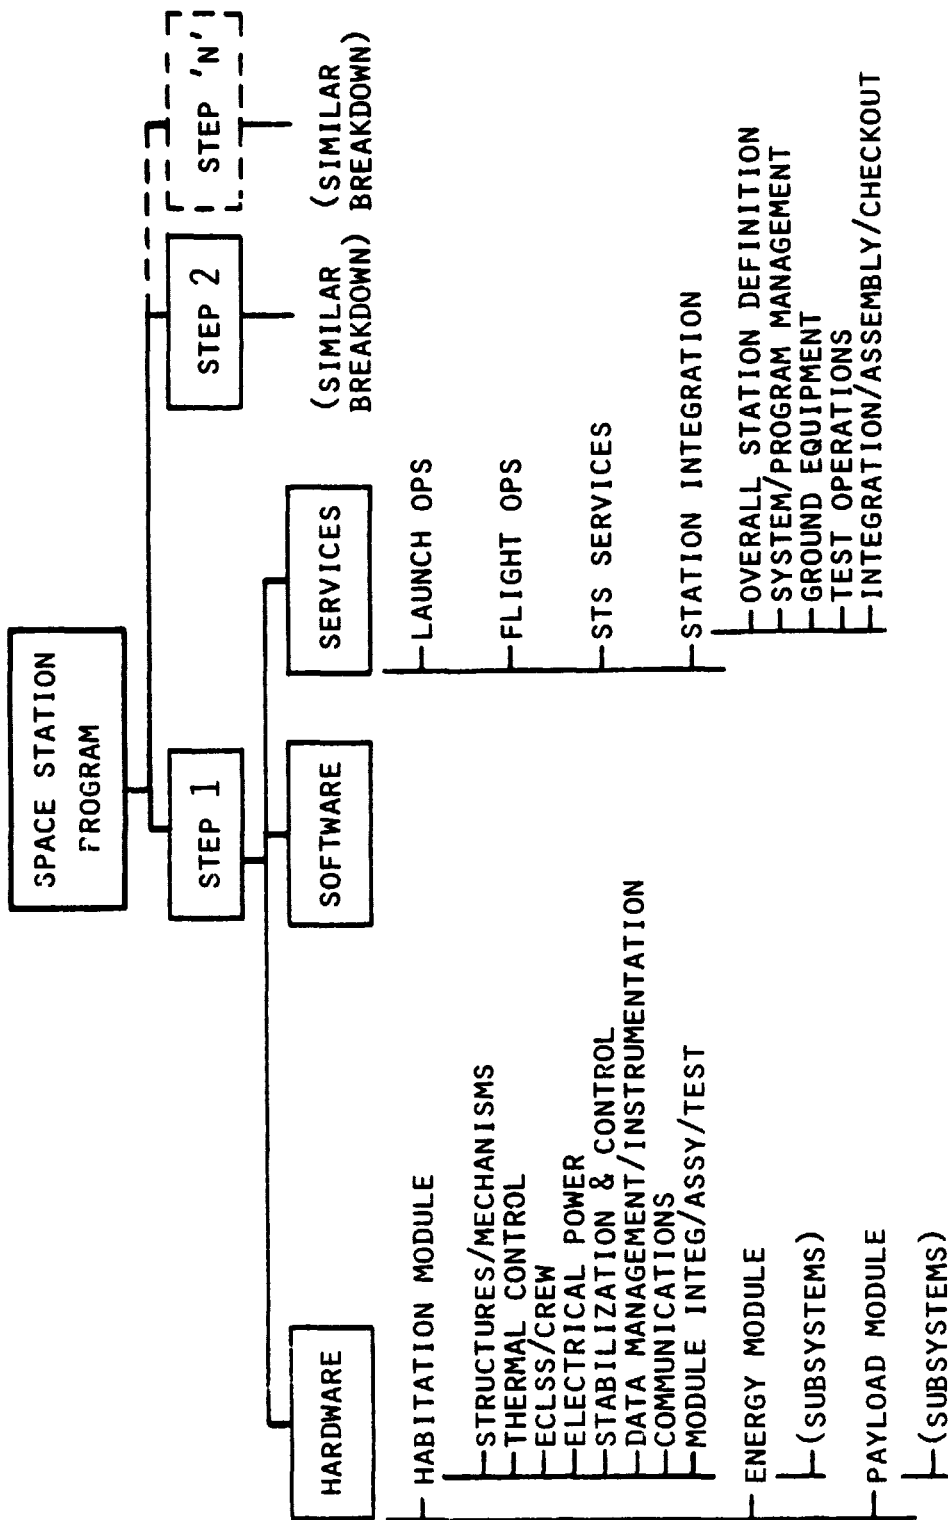 SPACE STATION
PROGRAM
STEP 1
STEP 2
STEP 'N'
(SIMILAR
BREAKDOWN)
(SIMILAR
BREAKDOWN)
HARDWARE
SOFTWARE
SERVICES
HABITATION MODULE
STRUCTURES/MECHANISMS
THERMAL CONTROL
ECLSS/CREW
ELECTRICAL POWER
STABILIZATION & CONTROL
DATA MANAGEMENT/INSTRUMENTATION
COMMUNICATIONS
MODULE INTEG/ASSY/TEST
ENERGY MODULE
(SUBSYSTEMS)
PAYLOAD MODULE
(SUBSYSTEMS)
LAUNCH OPS
FLIGHT OPS
STS SERVICES
STATION INTEGRATION
OVERALL STATION DEFINITION
SYSTEM/PROGRAM MANAGEMENT
GROUND EQUIPMENT
TEST OPERATIONS
INTEGRATION/ASSEMBLY/CHECKOUT